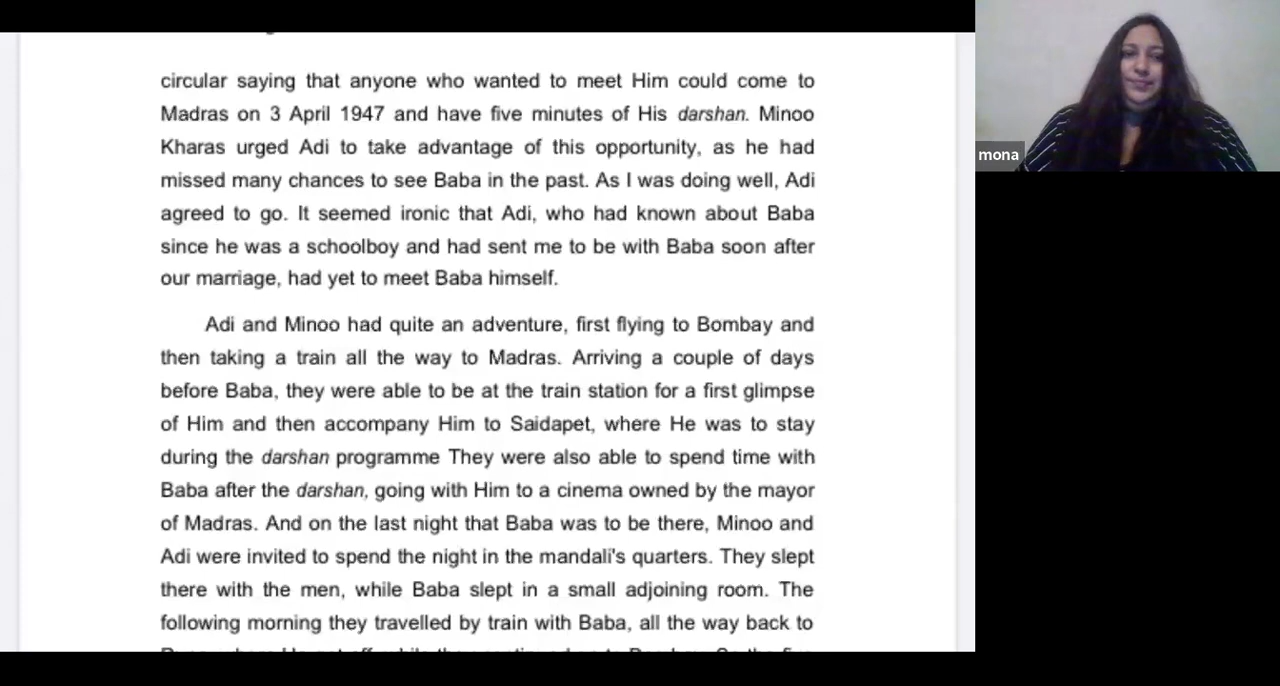 circular saying that anyone who wanted to meet Him could come to
Madras on 3 April 1947 and have five minutes of His darshan. Minoo
Kharas urged Adi to take advantage of this opportunity, as he had
missed many chances to see Baba in the past. As I was doing well, Adi
agreed to go. It seemed ironic that Adi, who had known about Baba
since he was a schoolboy and had sent me to be with Baba soon after
our marriage, had yet to meet Baba himself.
Adi and Minoo had quite an adventure, first flying to Bombay and
then taking a train all the way to Madras. Arriving a couple of days
before Baba, they were able to be at the train station for a first glimpse
of Him and then accompany Him to Saidapet, where He was to stay
during the darshan programme They were also able to spend time with
Baba after the darshan, going with Him to a cinema owned by the mayor
of Madras. And on the last night that Baba was to be there, Minoo and
Adi were invited to spend the night in the mandali's quarters. They slept
there with the men, while Baba slept in a small adjoining room. The
following morning they travelled by train with Baba, all the way back to
mona